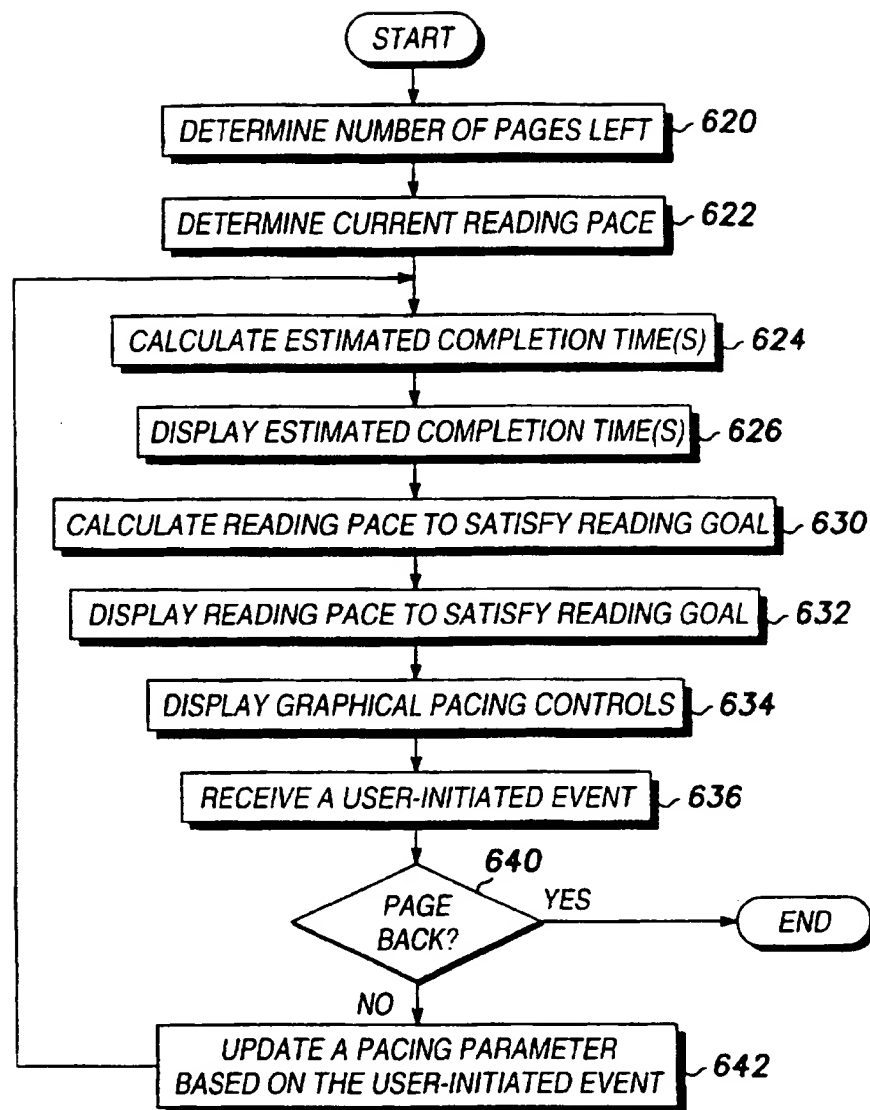 START
DETERMINE NUMBER OF PAGES LEFT 620
DETERMINE CURRENT READING PACE 622
CALCULATE ESTIMATED COMPLETION TIME(S) 624
DISPLAY ESTIMATED COMPLETION TIME(S) 626
CALCULATE READING PACE TO SATISFY READING GOAL 630
DISPLAY READING PACE TO SATISFY READING GOAL 632
DISPLAY GRAPHICAL PACING CONTROLS 634
RECEIVE A USER-INITIATED EVENT 636
640
PAGE
BACK?
YES
END
NO
UPDATE A PACING PARAMETER
BASED ON THE USER-INITIATED EVENT 642